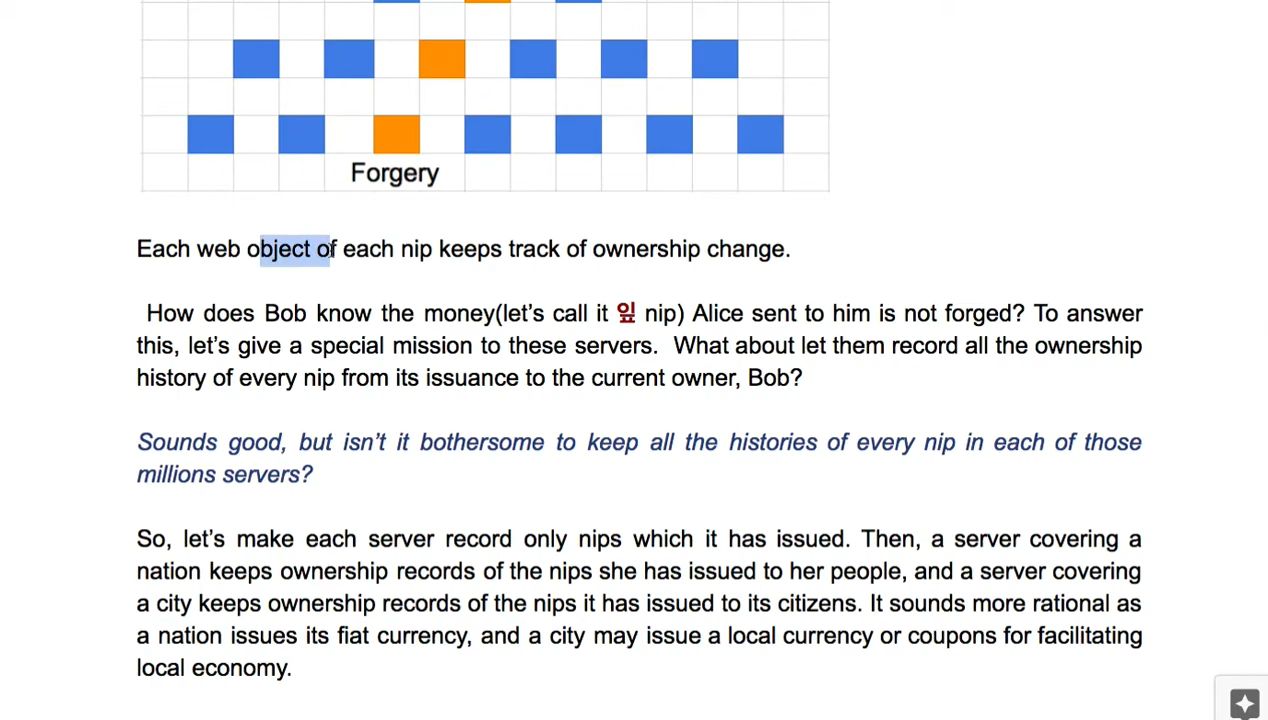 Forgery
Each web object of each nip keeps track of ownership change.
How does Bob know the money(let’s call it 잎 nip) Alice sent to him is not forged? To answer
this, let’s give a special mission to these servers. What about let them record all the ownership
history of every nip from its issuance to the current owner, Bob?
Sounds good, but isn’t it bothersome to keep all the histories of every nip in each of those
millions servers?
So, let’s make each server record only nips which it has issued. Then, a server covering a
nation keeps ownership records of the nips she has issued to her people, and a server covering
a city keeps ownership records of the nips it has issued to its citizens. It sounds more rational as
a nation issues its fiat currency, and a city may issue a local currency or coupons for facilitating
local economy.